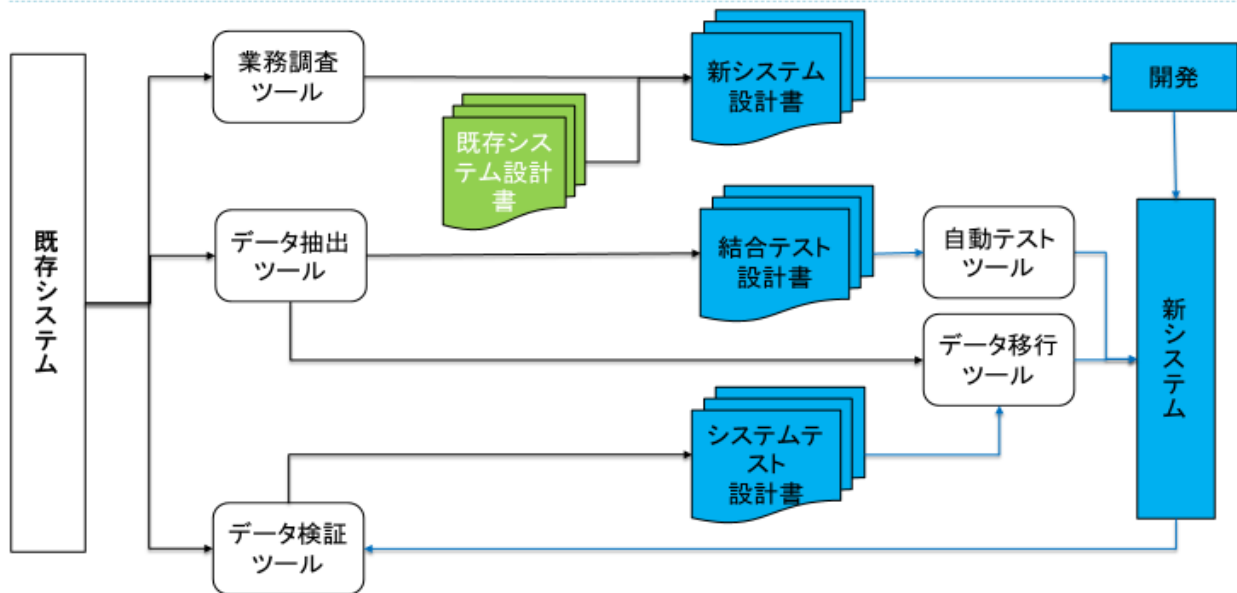 業務調査
ツール
新システム
設計書
開発
既存シス
テム設計
書
既存システム
データ抽出
ツール
結合テスト
設計書
自動テスト
ツール
新システム
データ移行
ツール
システムテ
スト
設計書
データ検証
ツール